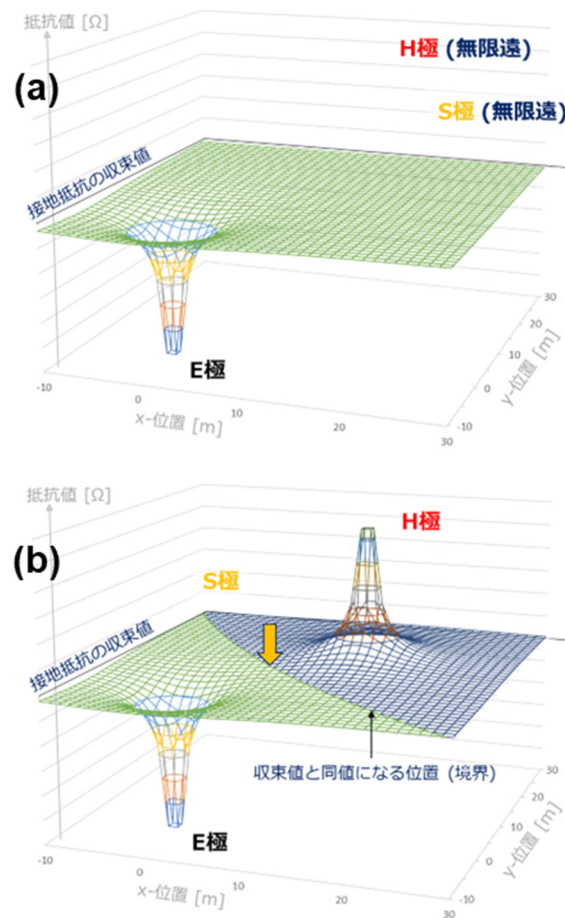 抵抗値 [Ω]
H極 (無限遠)
(a)
S極 (無限遠)
接地抵抗の収束値
E極
-10
0
10
20
30
x-位置 [m]
-10
0
10
20
30
y-位置 [m]
抵抗値 [Ω]
H極
(b)
S極
接地抵抗の収束値
収束値と同値になる位置 (境界)
E極
-10
0
10
20
30
x-位置 [m]
-10
0
10
20
30
y-位置 [m]